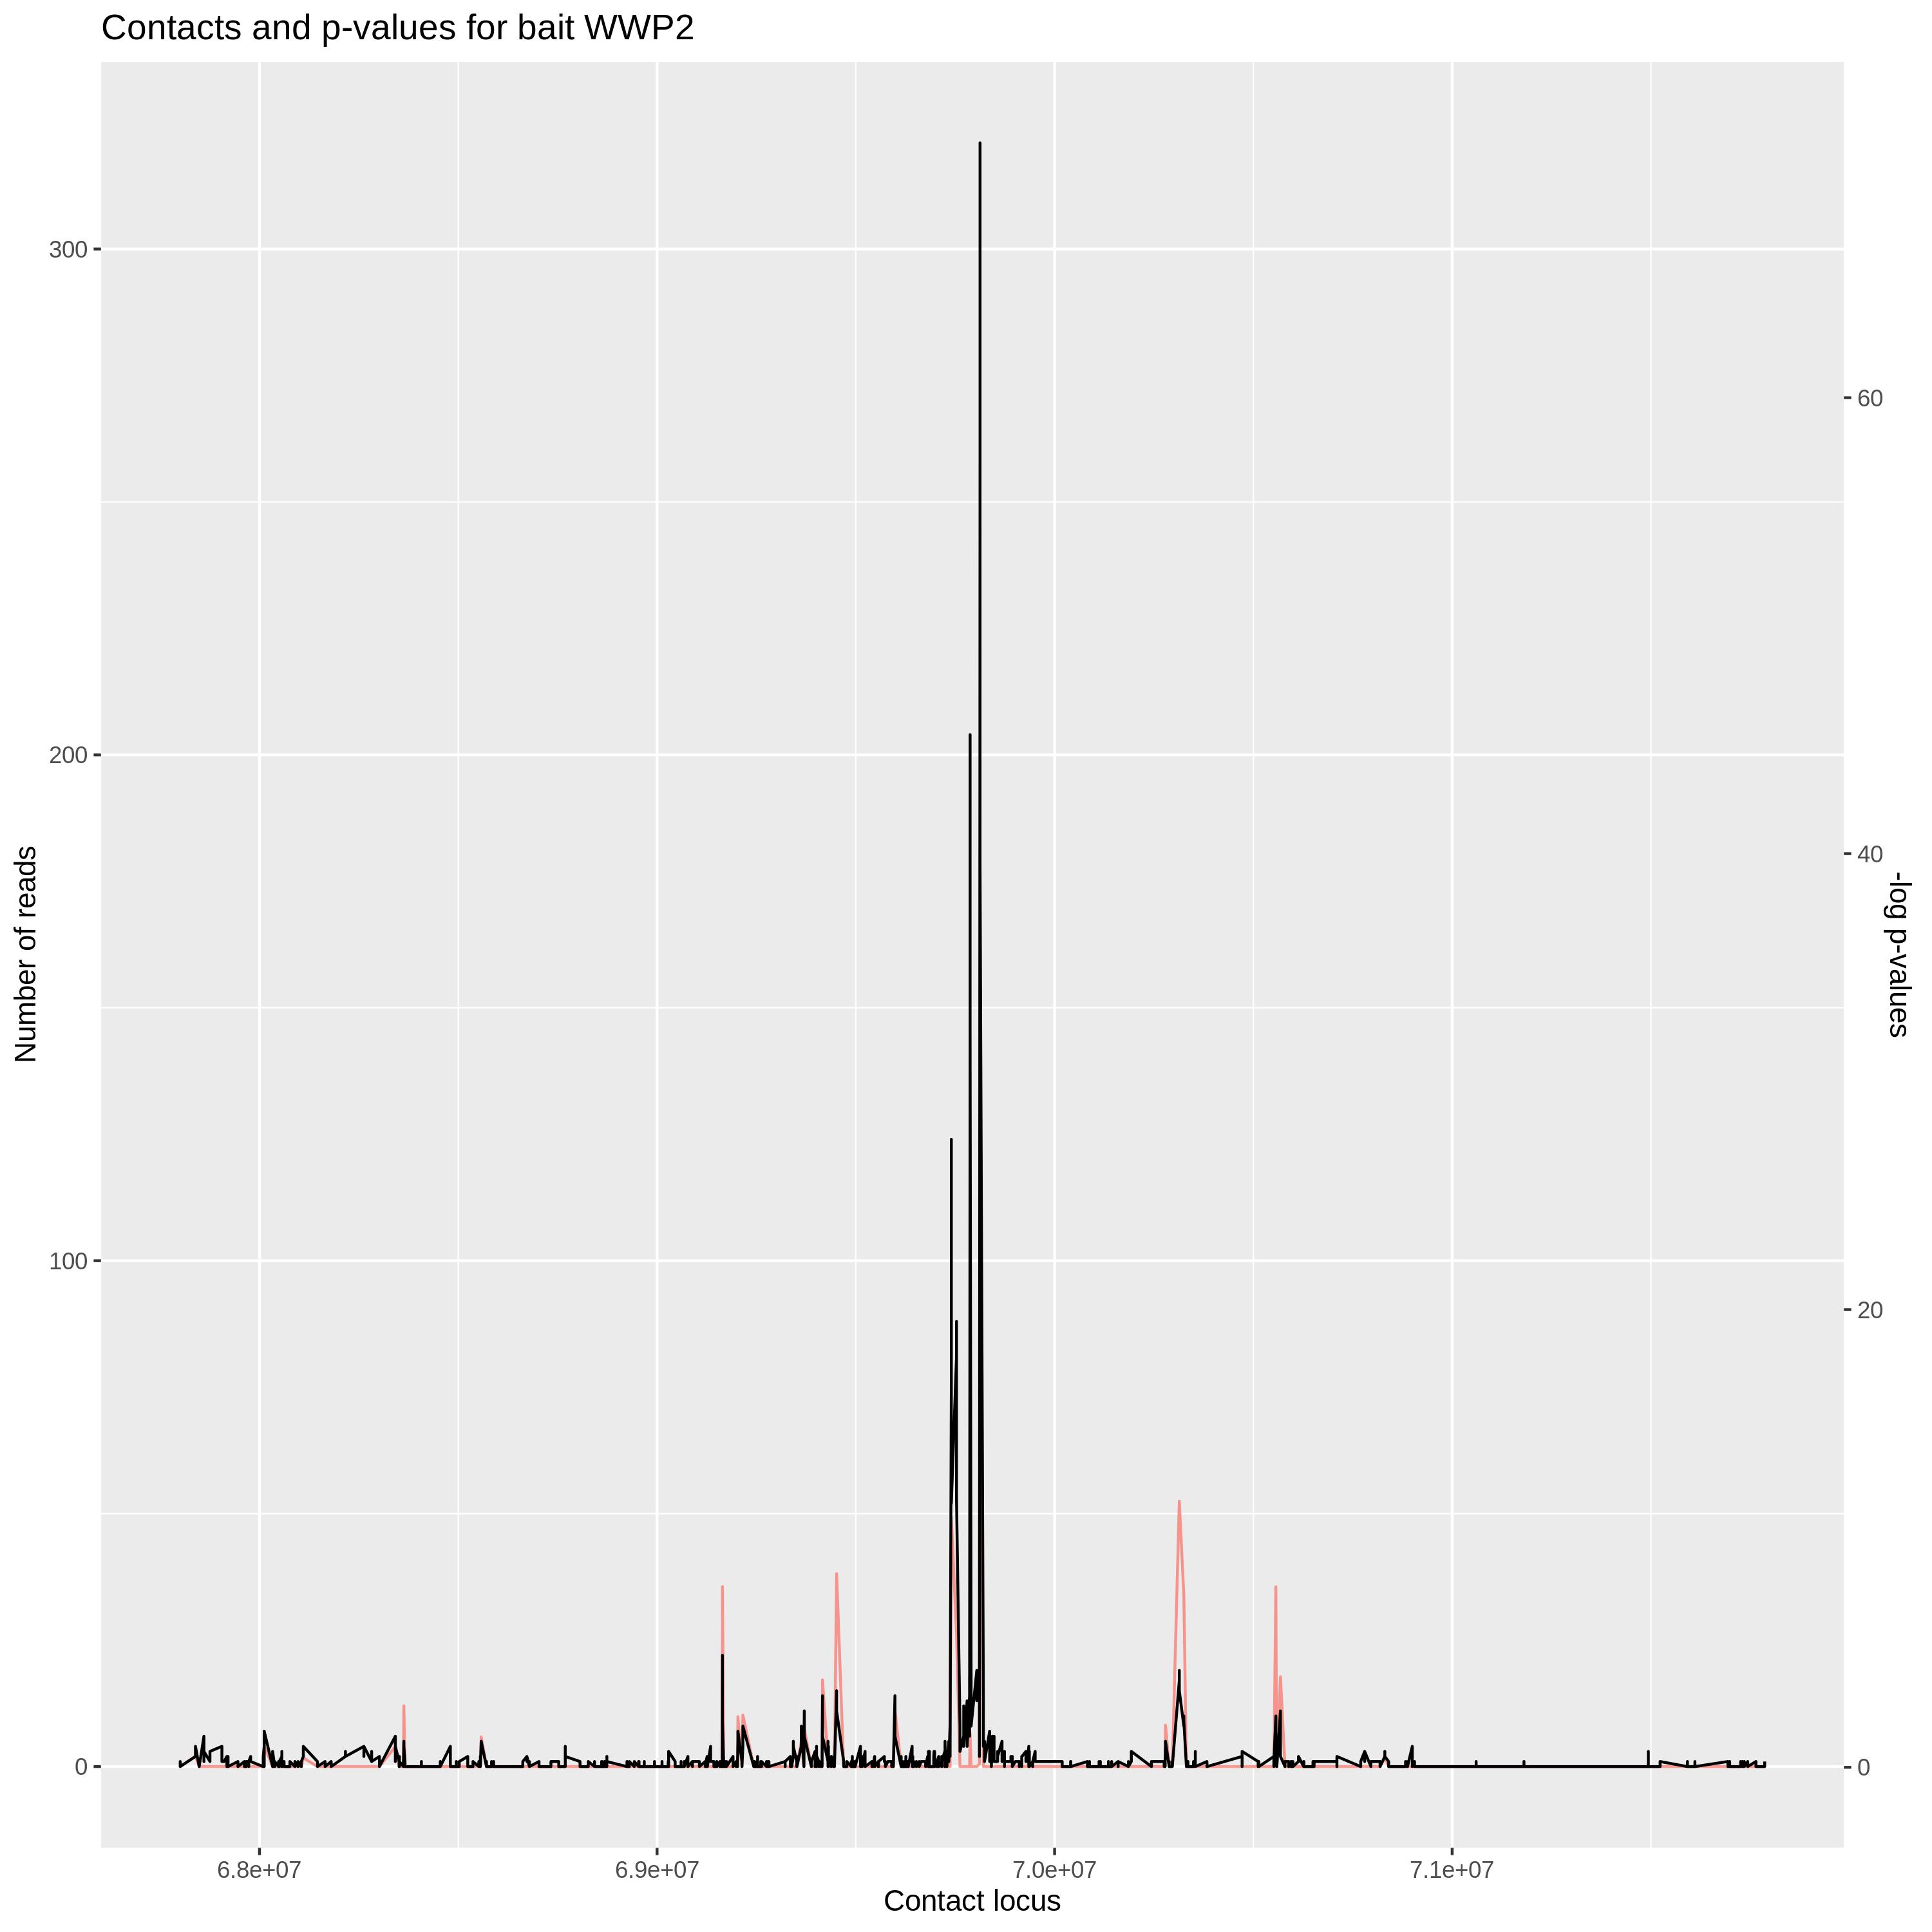 Contacts and p-values for bait WWP2
300
200
100
0
Number of reads
60
40
20
0
-log p-values
6.8e+07
6.9e+07
7.0e+07
7.1e+07
Contact locus